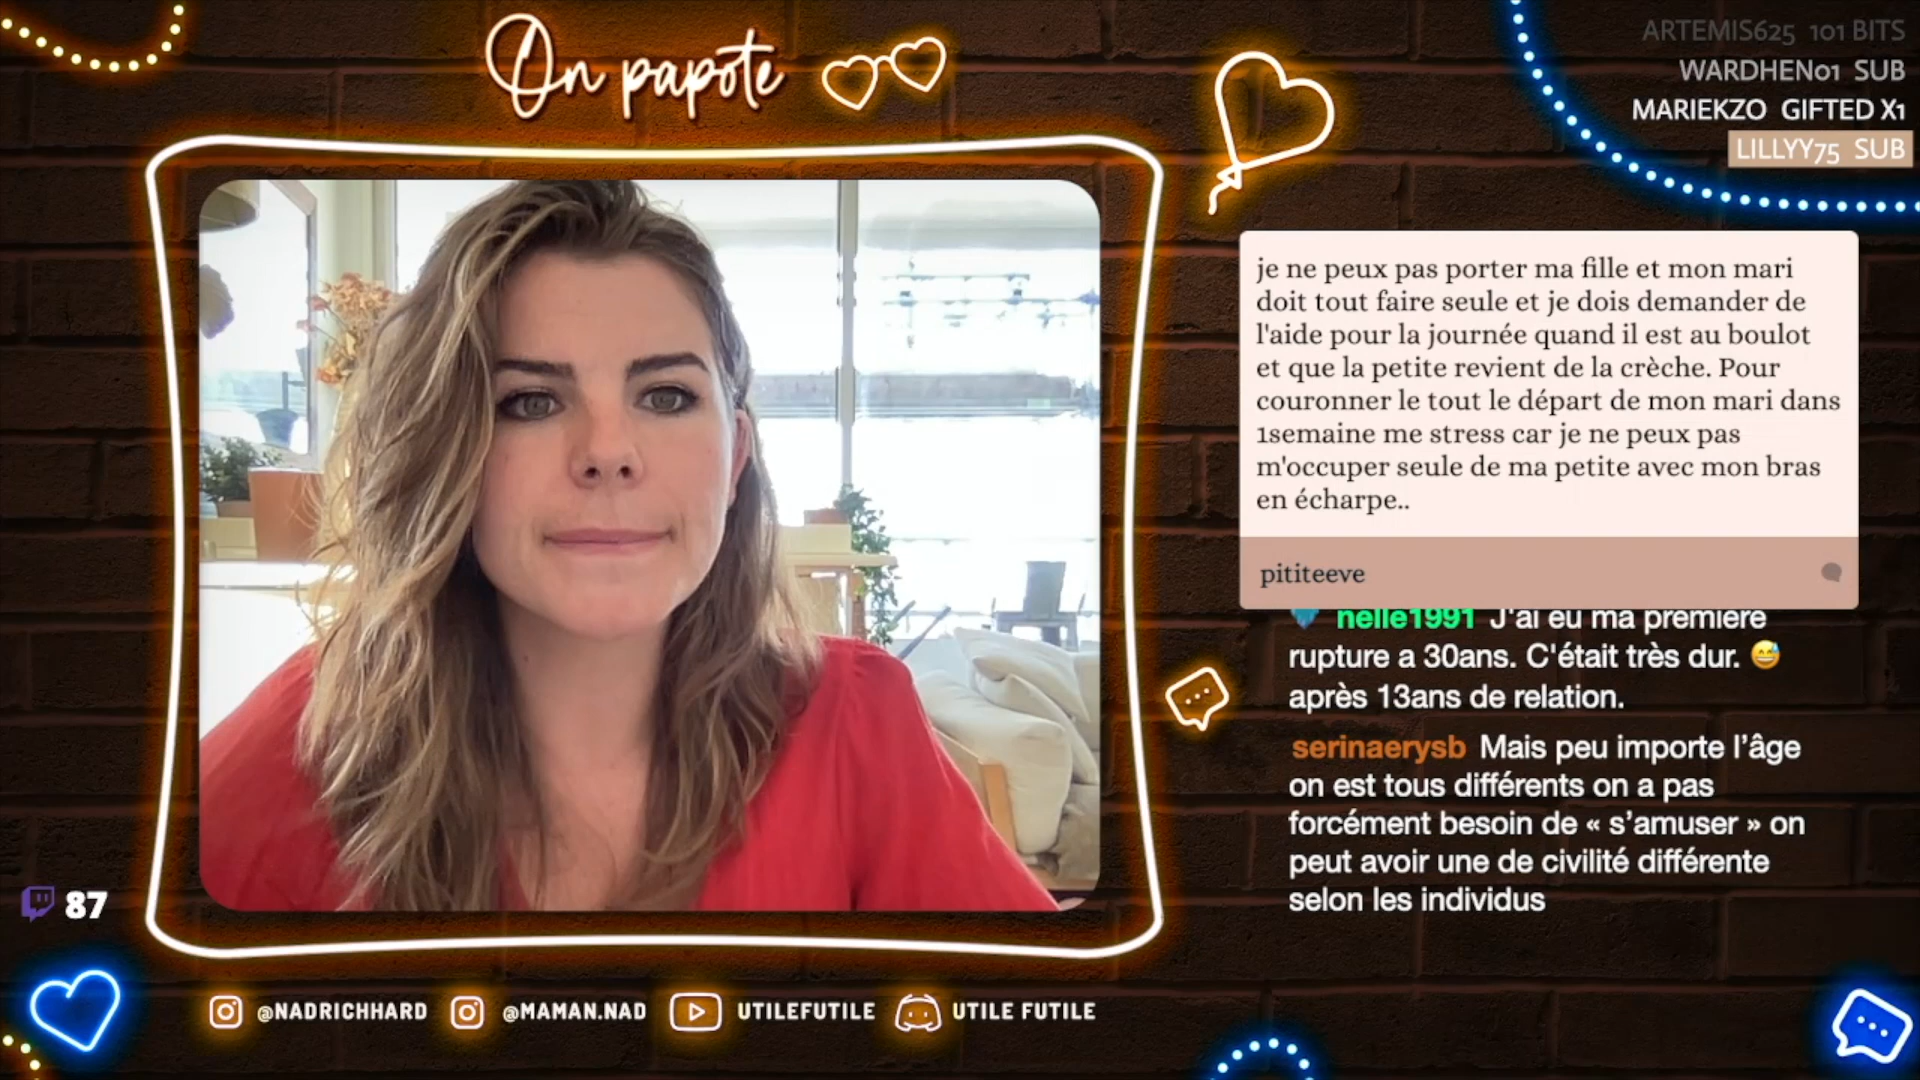 On papote
ARTEMIS625 101 BITS
WARDHEN01 SUB
MARIEKZO GIFTED X1
LILLYY75 SUB
je ne peux pas porter ma fille et mon mari
doit tout faire seule et je dois demander de
l'aide pour la journée quand il est au boulot
et que la petite revient de la crèche. Pour
couronner le tout le départ de mon mari dans
1semaine me stress car je ne peux pas
m'occuper seule de ma petite avec mon bras
en écharpe..
pititeeve
nelle1991 J'ai eu ma première
rupture a 30ans. C'était très dur. 😅
après 13ans de relation.
serinaerysb Mais peu importe l’âge
on est tous différents on a pas
forcément besoin de « s’amuser » on
peut avoir une de civilité différente
selon les individus
87
@NADRICHHARD @MAMAN.NAD UTILEFUTILE UTILE FUTILE